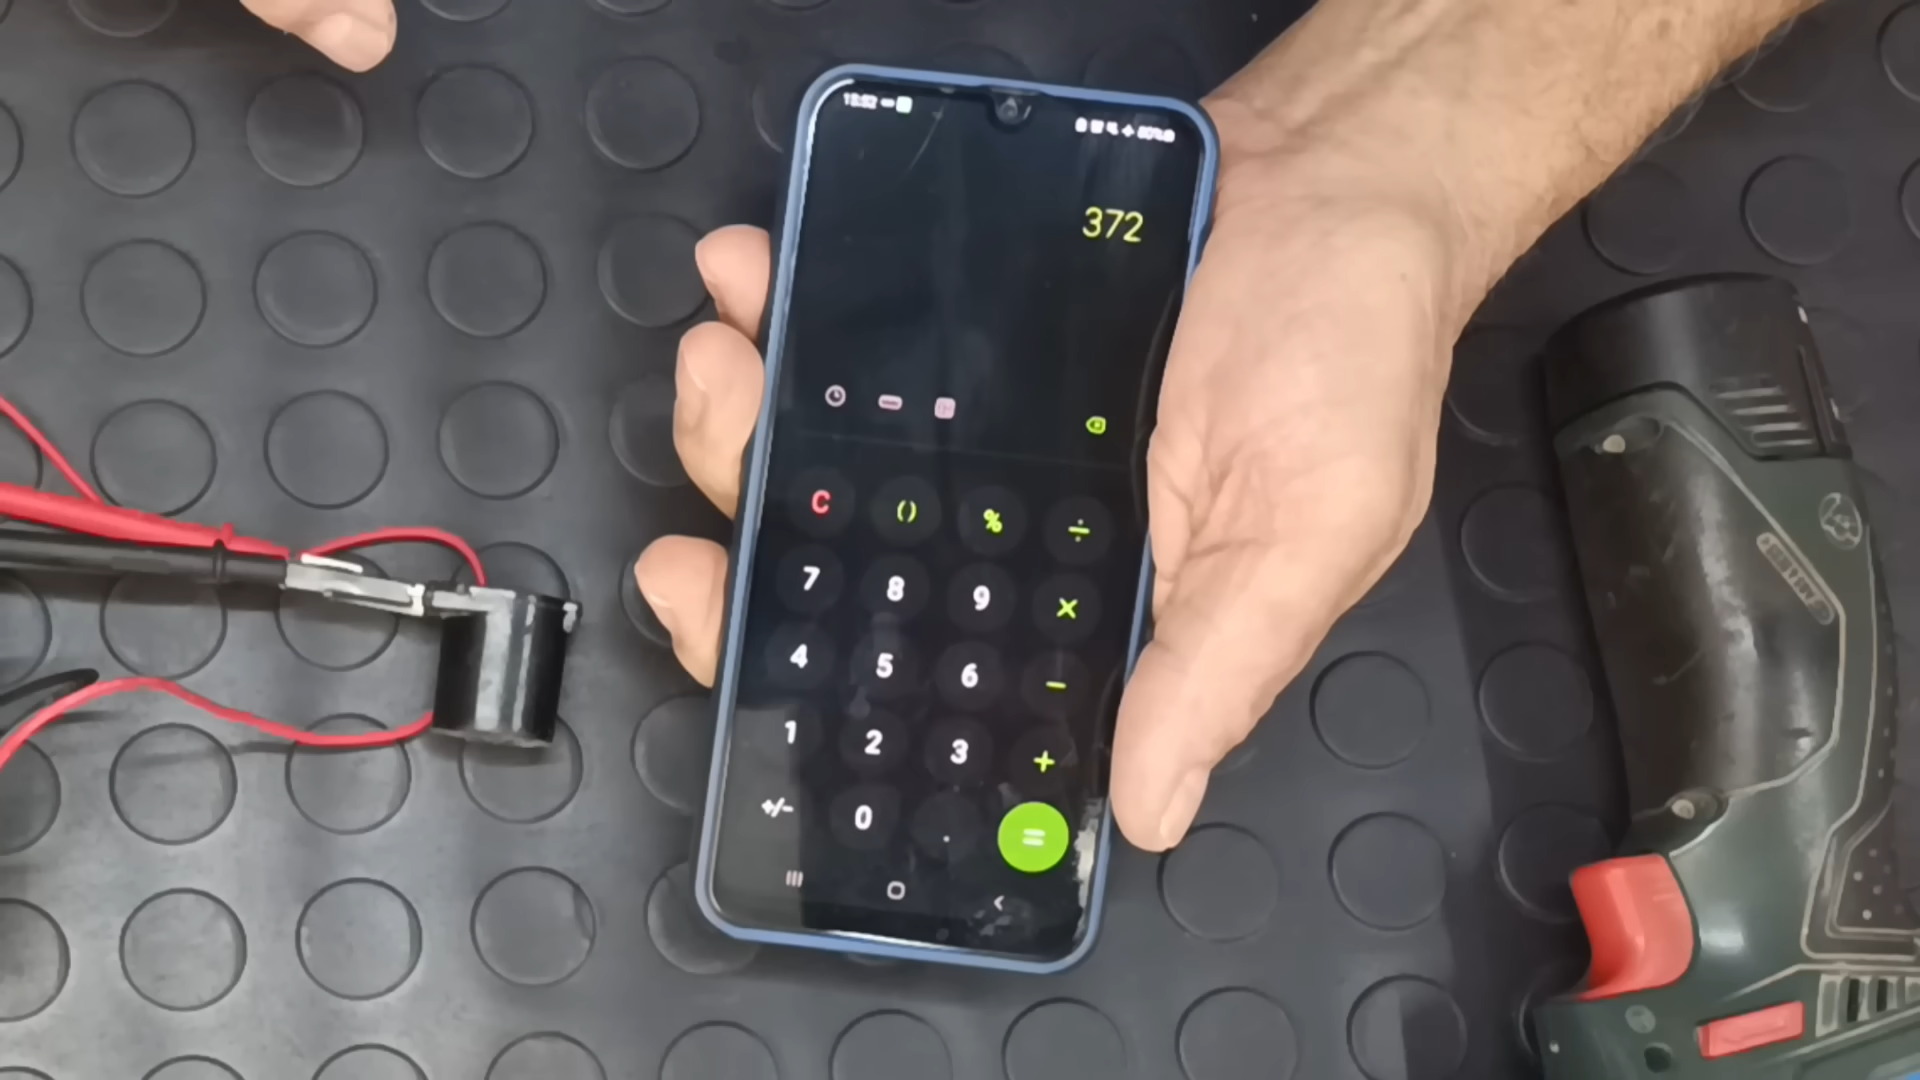 372
C () % ÷
7 8 9 ×
4 5 6 −
1 2 3 +
+/− 0 . =